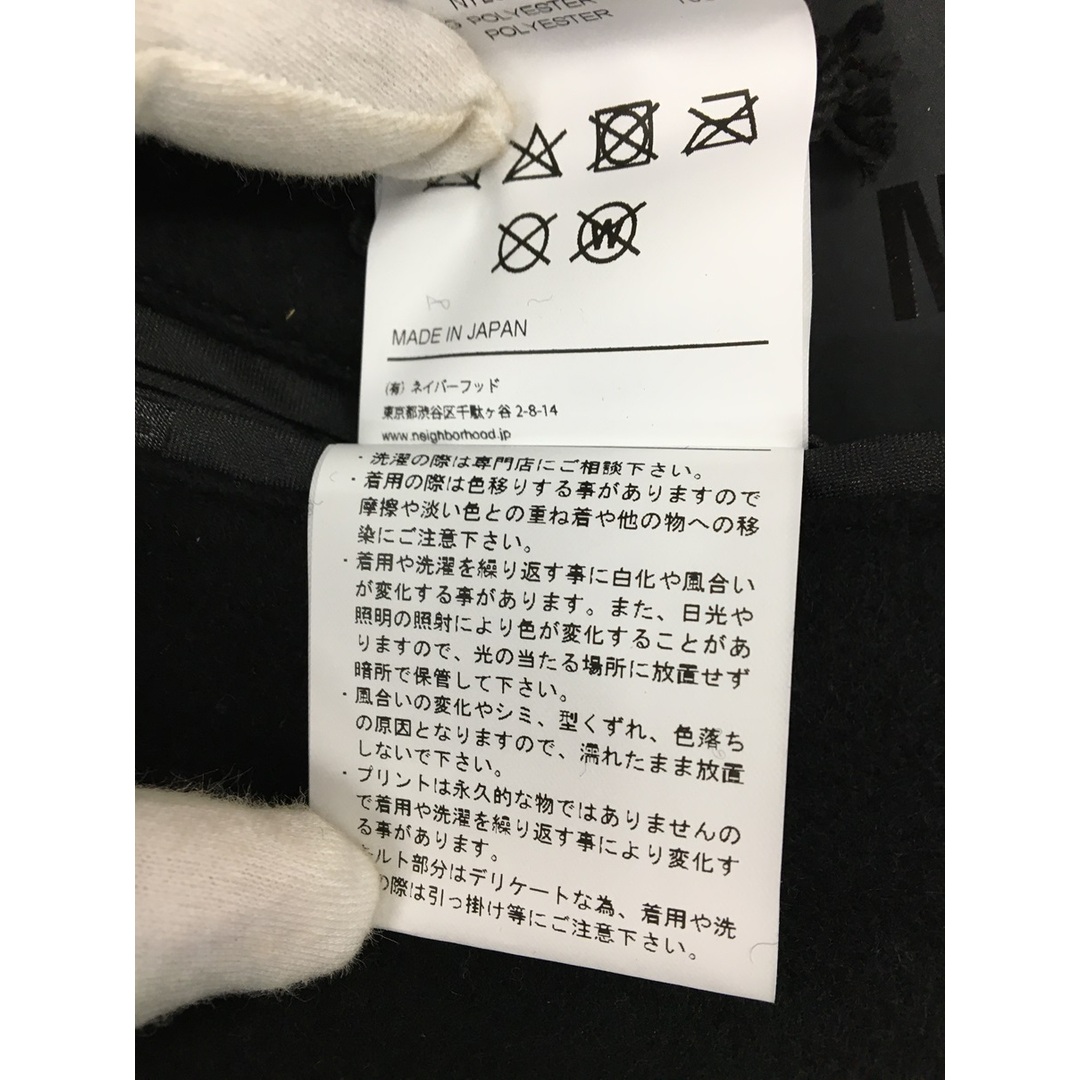 POLYESTER
POLYESTER
W
MADE IN JAPAN
(有) ネイバーフッド
東京都渋谷区千駄ヶ谷 2-8-14
www.neighborhood.jp
・洗濯の際は専門店にご相談下さい。
・着用の際は色移りする事がありますので
摩擦や淡い色との重ね着や他の物への移
染にご注意下さい。
・着用や洗濯を繰り返す事に白化や風合い
が変化する事があります。また、日光や
照明の照射により色が変化することがあ
りますので、光の当たる場所に放置せず
暗所で保管して下さい。
・風合いの変化やシミ、型くずれ、色落ち
の原因となりますので、濡れたまま放置
しないで下さい。
・プリントは永久的な物ではありませんの
で着用や洗濯を繰り返す事により変化す
る事があります。
ルト部分はデリケートな為、着用や洗
の際は引っ掛け等にご注意下さい。